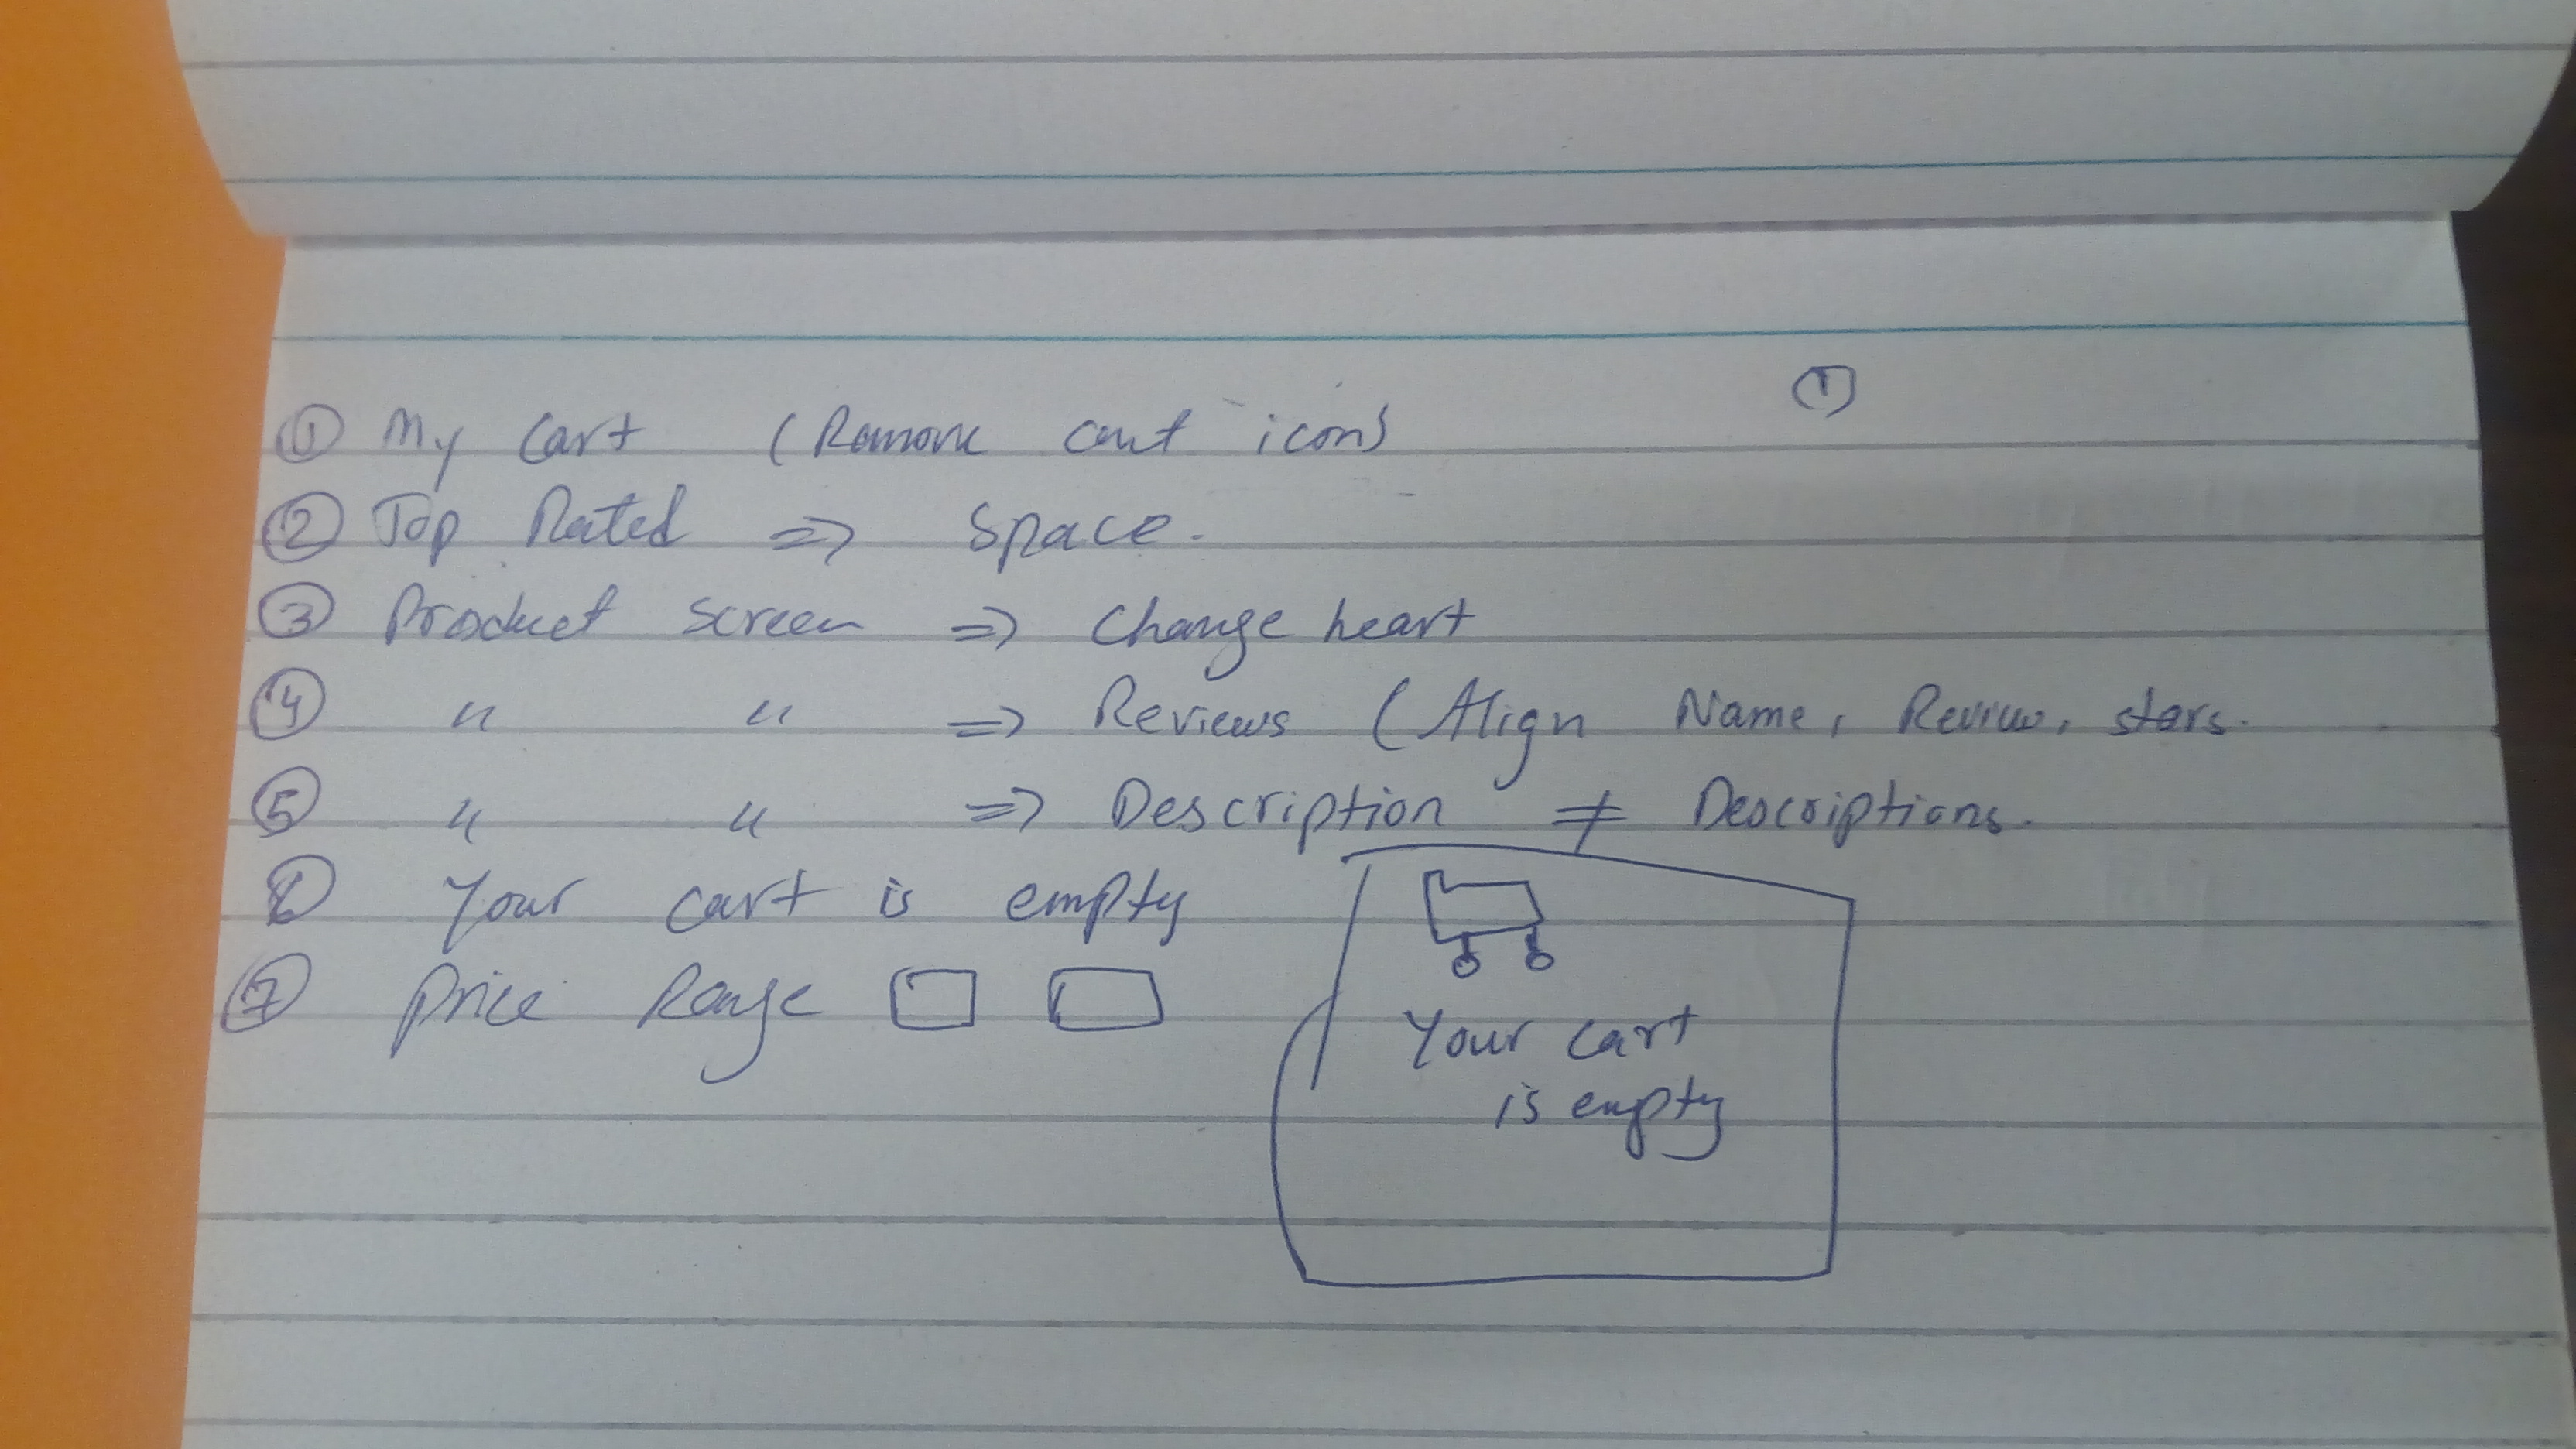 ①
① My Cart (Remove cart icon)
② Top Rated => Space.
③ Product Screen => Change heart
④ " " => Reviews (Align Name, Review, stars.
⑤ " " => Description ≠ Descriptions.
⑥ Your cart is empty
⑦ Price Range
Your cart
is empty